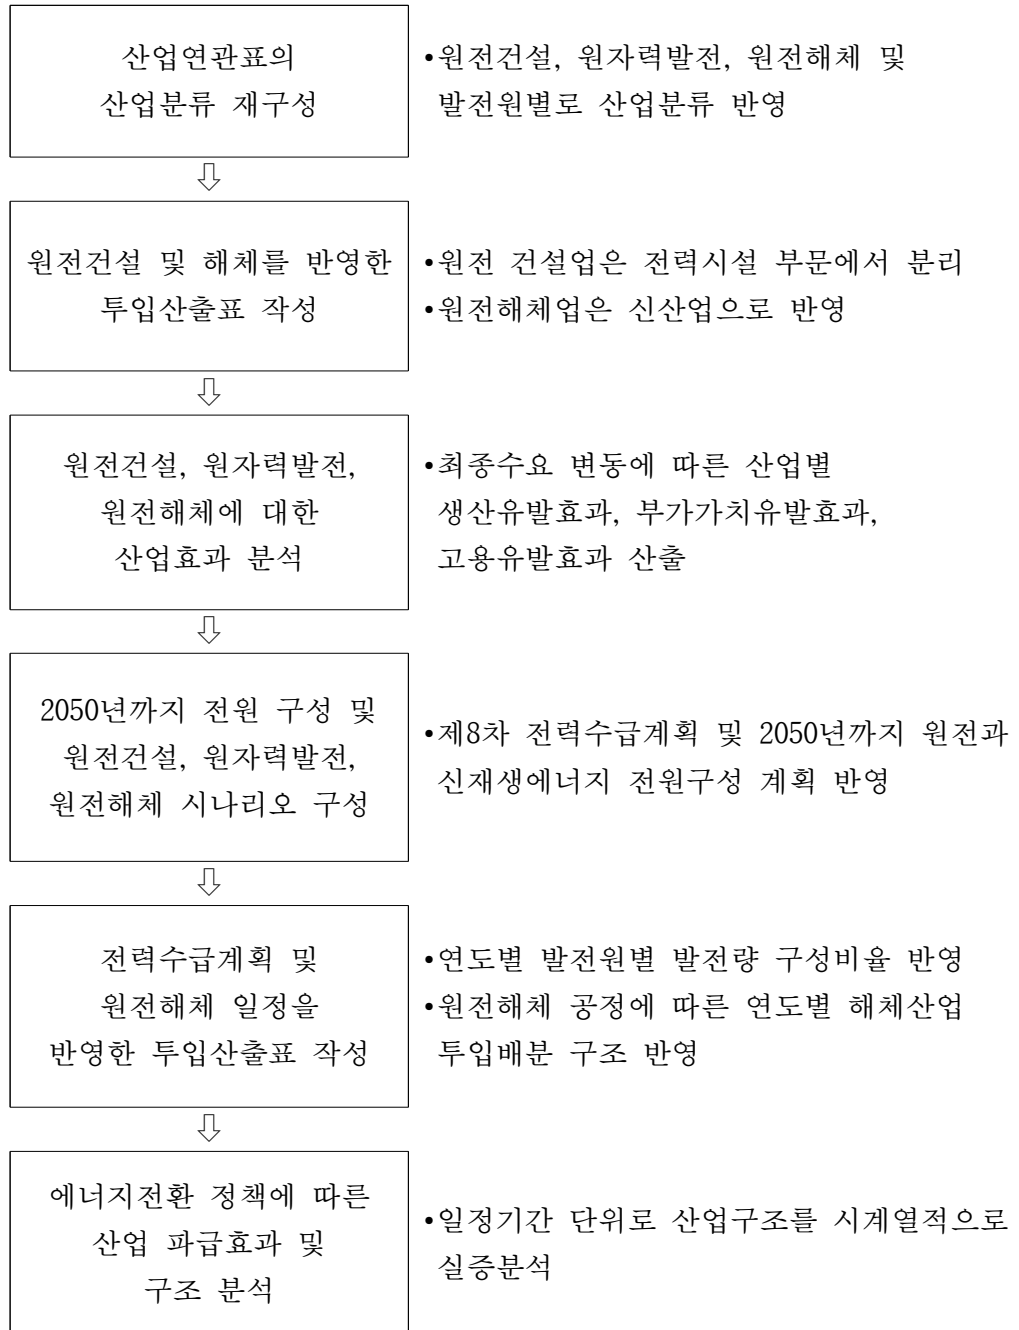 산업연관표의
산업분류 재구성
•원전건설, 원자력발전, 원전해체 및
발전원별로 산업분류 반영
⇩
원전건설 및 해체를 반영한
투입산출표 작성
•원전 건설업은 전력시설 부문에서 분리
•원전해체업은 신산업으로 반영
⇩
원전건설, 원자력발전,
원전해체에 대한
산업효과 분석
•최종수요 변동에 따른 산업별
생산유발효과, 부가가치유발효과,
고용유발효과 산출
⇩
2050년까지 전원 구성 및
원전건설, 원자력발전,
원전해체 시나리오 구성
•제8차 전력수급계획 및 2050년까지 원전과
신재생에너지 전원구성 계획 반영
⇩
전력수급계획 및
원전해체 일정을
반영한 투입산출표 작성
•연도별 발전원별 발전량 구성비율 반영
•원전해체 공정에 따른 연도별 해체산업
투입배분 구조 반영
⇩
에너지전환 정책에 따른
산업 파급효과 및
구조 분석
•일정기간 단위로 산업구조를 시계열적으로
실증분석